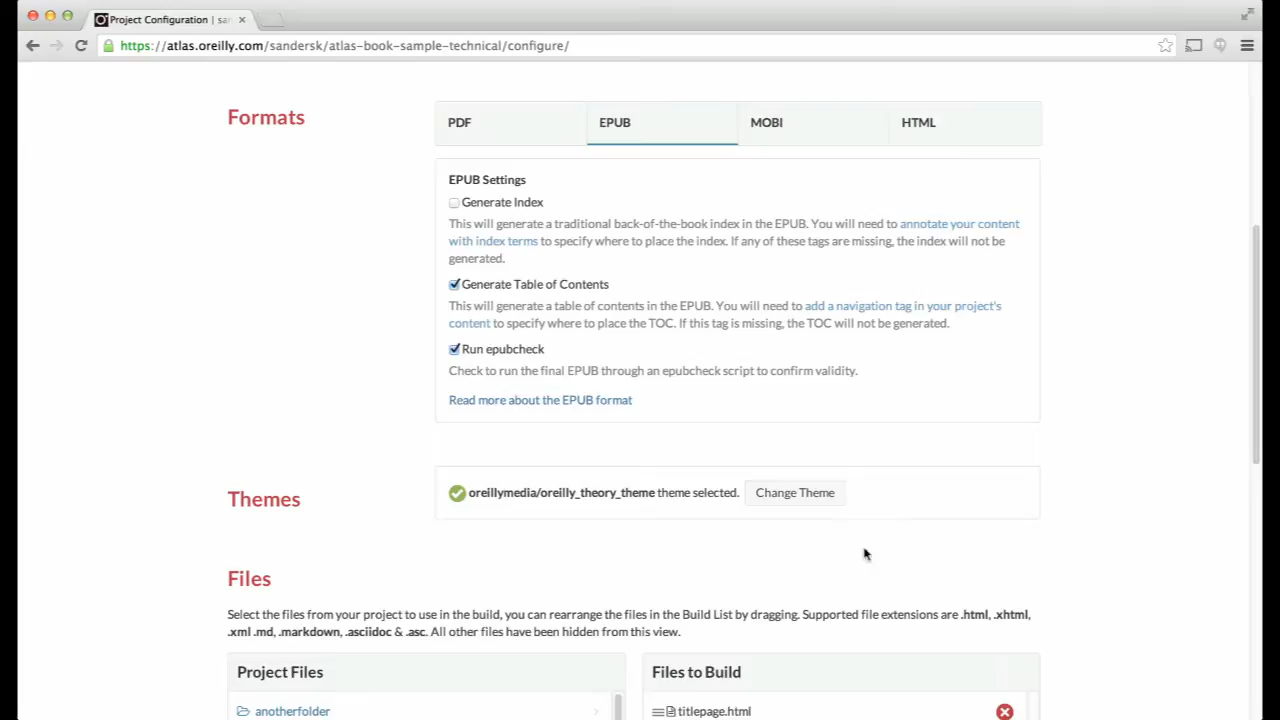 Project Configuration | san
https://atlas.oreilly.com/sandersk/atlas-book-sample-technical/configure/
Formats
PDF EPUB MOBI HTML
EPUB Settings
Generate Index
This will generate a traditional back-of-the-book index in the EPUB. You will need to annotate your content
with index terms to specify where to place the index. If any of these tags are missing, the index will not be
generated.
Generate Table of Contents
This will generate a table of contents in the EPUB. You will need to add a navigation tag in your project's
content to specify where to place the TOC. If this tag is missing, the TOC will not be generated.
Run epubcheck
Check to run the final EPUB through an epubcheck script to confirm validity.
Read more about the EPUB format
Themes
oreillymedia/oreilly_theory_theme theme selected. Change Theme
Files
Select the files from your project to use in the build, you can rearrange the files in the Build List by dragging. Supported file extensions are .html, .xhtml,
.xml .md, .markdown, .asciidoc & .asc. All other files have been hidden from this view.
Project Files
Files to Build
anotherfolder
titlepage.html